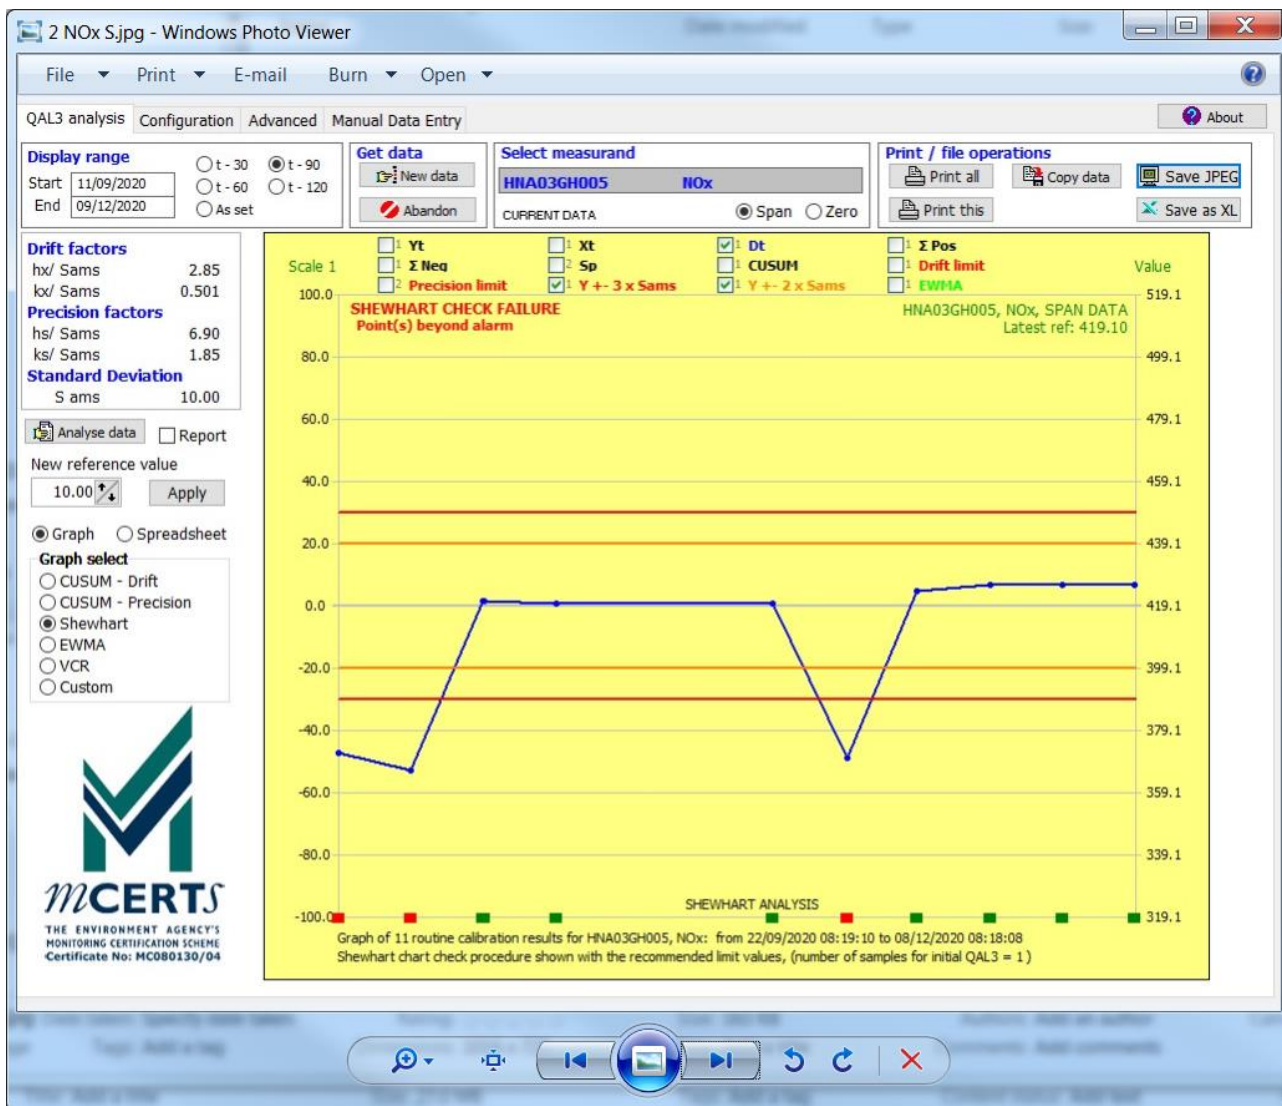 2 NOx S.jpg - Windows Photo Viewer
File Print E-mail Burn Open
QAL3 analysis Configuration Advanced Manual Data Entry About
Display range
Start 11/09/2020
End 09/12/2020
t - 30 t - 90
t - 60 t - 120
As set
Get data
New data
Abandon
Select measurand
HNA03GH005 NOx
CURRENT DATA Span Zero
Print / file operations
Print all Copy data Save JPEG
Print this Save as XL
Drift factors
hx/ Sams 2.85
kx/ Sams 0.501
Precision factors
hs/ Sams 6.90
ks/ Sams 1.85
Standard Deviation
S ams 10.00
Analyse data Report
New reference value
10.00 Apply
Graph Spreadsheet
Graph select
CUSUM - Drift
CUSUM - Precision
Shewhart
EWMA
VCR
Custom
mCERTS
THE ENVIRONMENT AGENCY'S
MONITORING CERTIFICATION SCHEME
Certificate No: MC080130/04
1 Yt 1 Xt 1 Dt 1 Σ Pos
Scale 1 1 Σ Neg 2 Sp 1 CUSUM 1 Drift limit Value
2 Precision limit 1 Y +- 3 x Sams 1 Y +- 2 x Sams 1 EWMA
100.0 519.1
SHEWHART CHECK FAILURE
Point(s) beyond alarm
HNA03GH005, NOx, SPAN DATA
Latest ref: 419.10
80.0 499.1
60.0 479.1
40.0 459.1
20.0 439.1
0.0 419.1
-20.0 399.1
-40.0 379.1
-60.0 359.1
-80.0 339.1
SHEWHART ANALYSIS
-100.0 319.1
Graph of 11 routine calibration results for HNA03GH005, NOx: from 22/09/2020 08:19:10 to 08/12/2020 08:18:08
Shewhart chart check procedure shown with the recommended limit values, (number of samples for initial QAL3 = 1 )